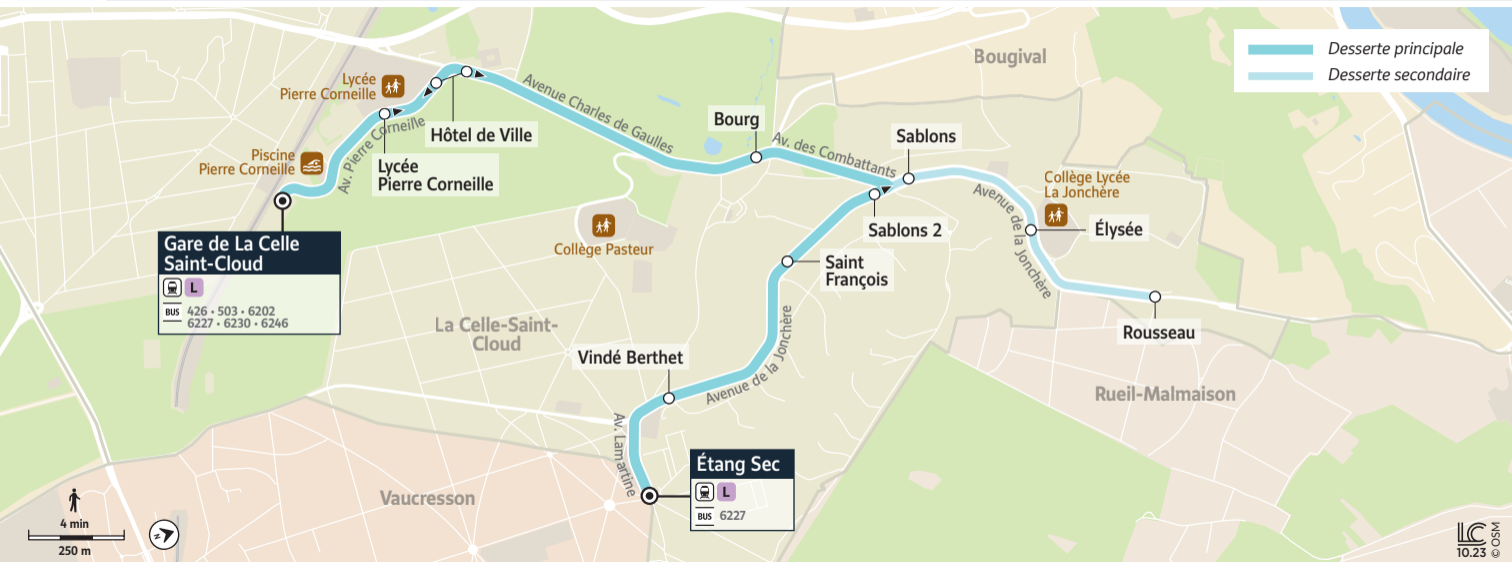 Desserte principale
Desserte secondaire
Bougival
Lycée
Pierre Corneille
Hôtel de Ville
Avenue Charles de Gaulles
Bourg
Av. des Combattants
Sablons
Piscine
Pierre Corneille
Av. Pierre Corneille
Lycée
Pierre Corneille
Collège Lycée
La Jonchère
Avenue de la Jonchère
Élysée
Sablons 2
Collège Pasteur
Gare de La Celle
Saint-Cloud
L
BUS
426 • 503 • 6202
6227 • 6230 • 6246
Saint
François
La Celle-Saint-
Cloud
Rousseau
Vindé Berthet
Avenue de la Jonchère
Rueil-Malmaison
Av. Lamartine
Étang Sec
L
BUS
6227
Vaucresson
4 min
250 m
LC
10.23
© OSM